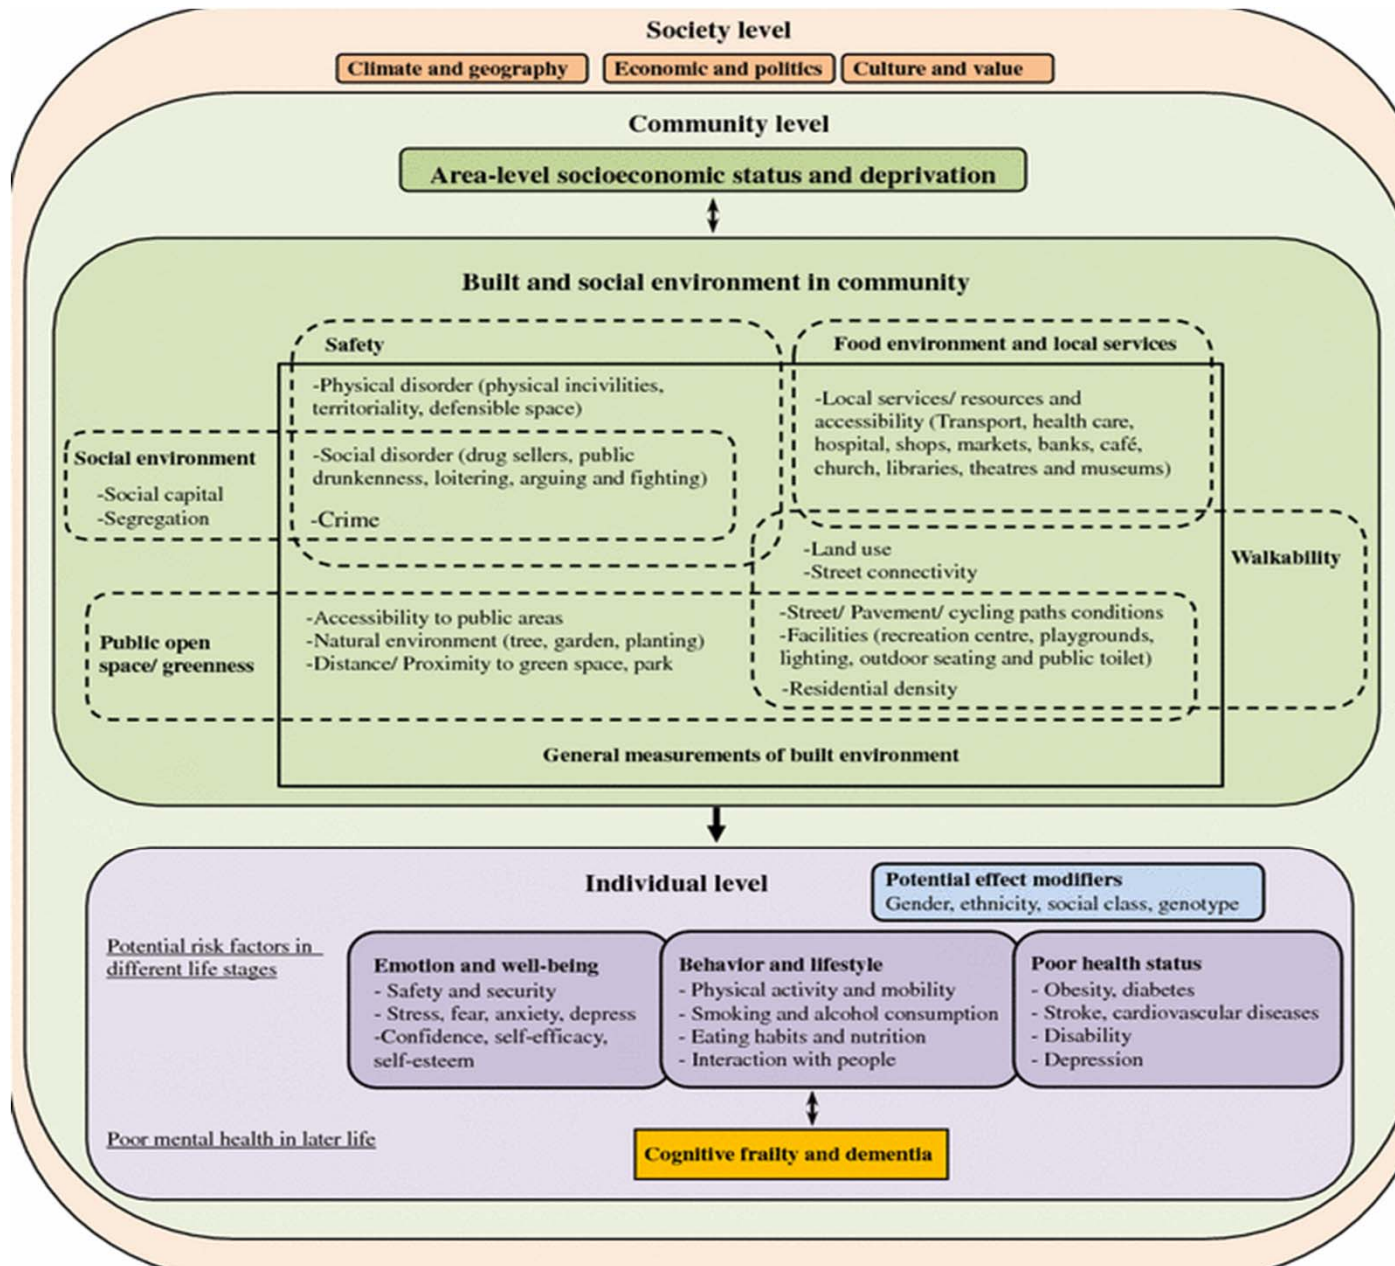 Society level
Climate and geography
Economic and politics
Culture and value
Community level
Area-level socioeconomic status and deprivation
Built and social environment in community
Safety
-Physical disorder (physical incivilities,
territoriality, defensible space)
Social environment
-Social capital
-Segregation
-Social disorder (drug sellers, public
drunkenness, loitering, arguing and fighting)
-Crime
Food environment and local services
-Local services/ resources and
accessibility (Transport, health care,
hospital, shops, markets, banks, café,
church, libraries, theatres and museums)
-Land use
-Street connectivity
Walkability
Public open
space/ greenness
-Accessibility to public areas
-Natural environment (tree, garden, planting)
-Distance/ Proximity to green space, park
-Street/ Pavement/ cycling paths conditions
-Facilities (recreation centre, playgrounds,
lighting, outdoor seating and public toilet)
-Residential density
General measurements of built environment
Individual level
Potential effect modifiers
Gender, ethnicity, social class, genotype
Potential risk factors in
different life stages
Emotion and well-being
- Safety and security
- Stress, fear, anxiety, depress
-Confidence, self-efficacy,
self-esteem
Behavior and lifestyle
- Physical activity and mobility
- Smoking and alcohol consumption
- Eating habits and nutrition
- Interaction with people
Poor health status
- Obesity, diabetes
- Stroke, cardiovascular diseases
- Disability
- Depression
Poor mental health in later life
Cognitive frailty and dementia